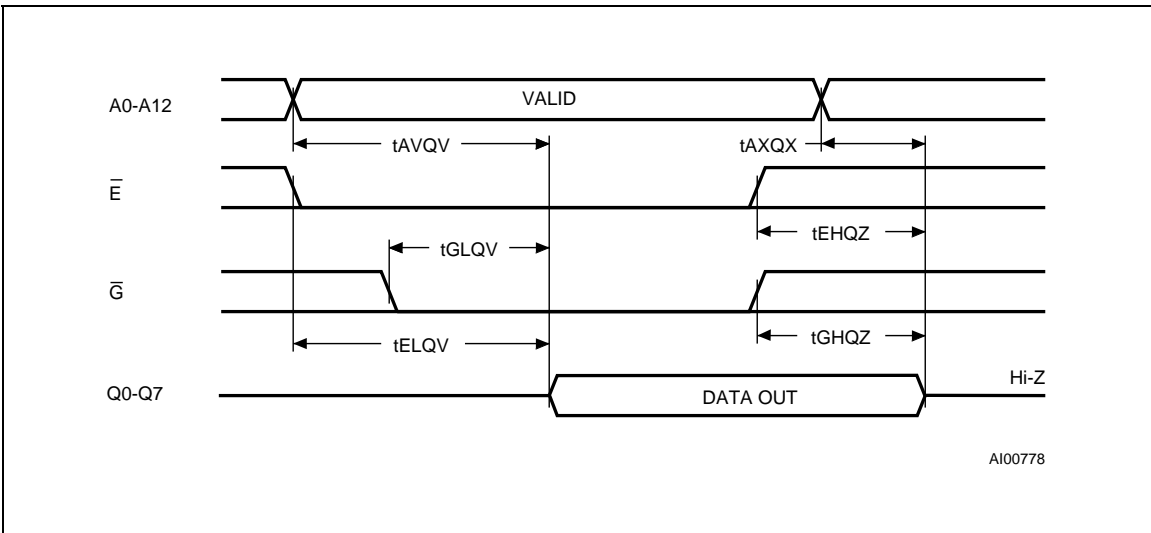 A0-A12
VALID
tAVQV
tAXQX
E̅
tEHQZ
tGLQV
G̅
tGHQZ
tELQV
Hi-Z
Q0-Q7
DATA OUT
AI00778